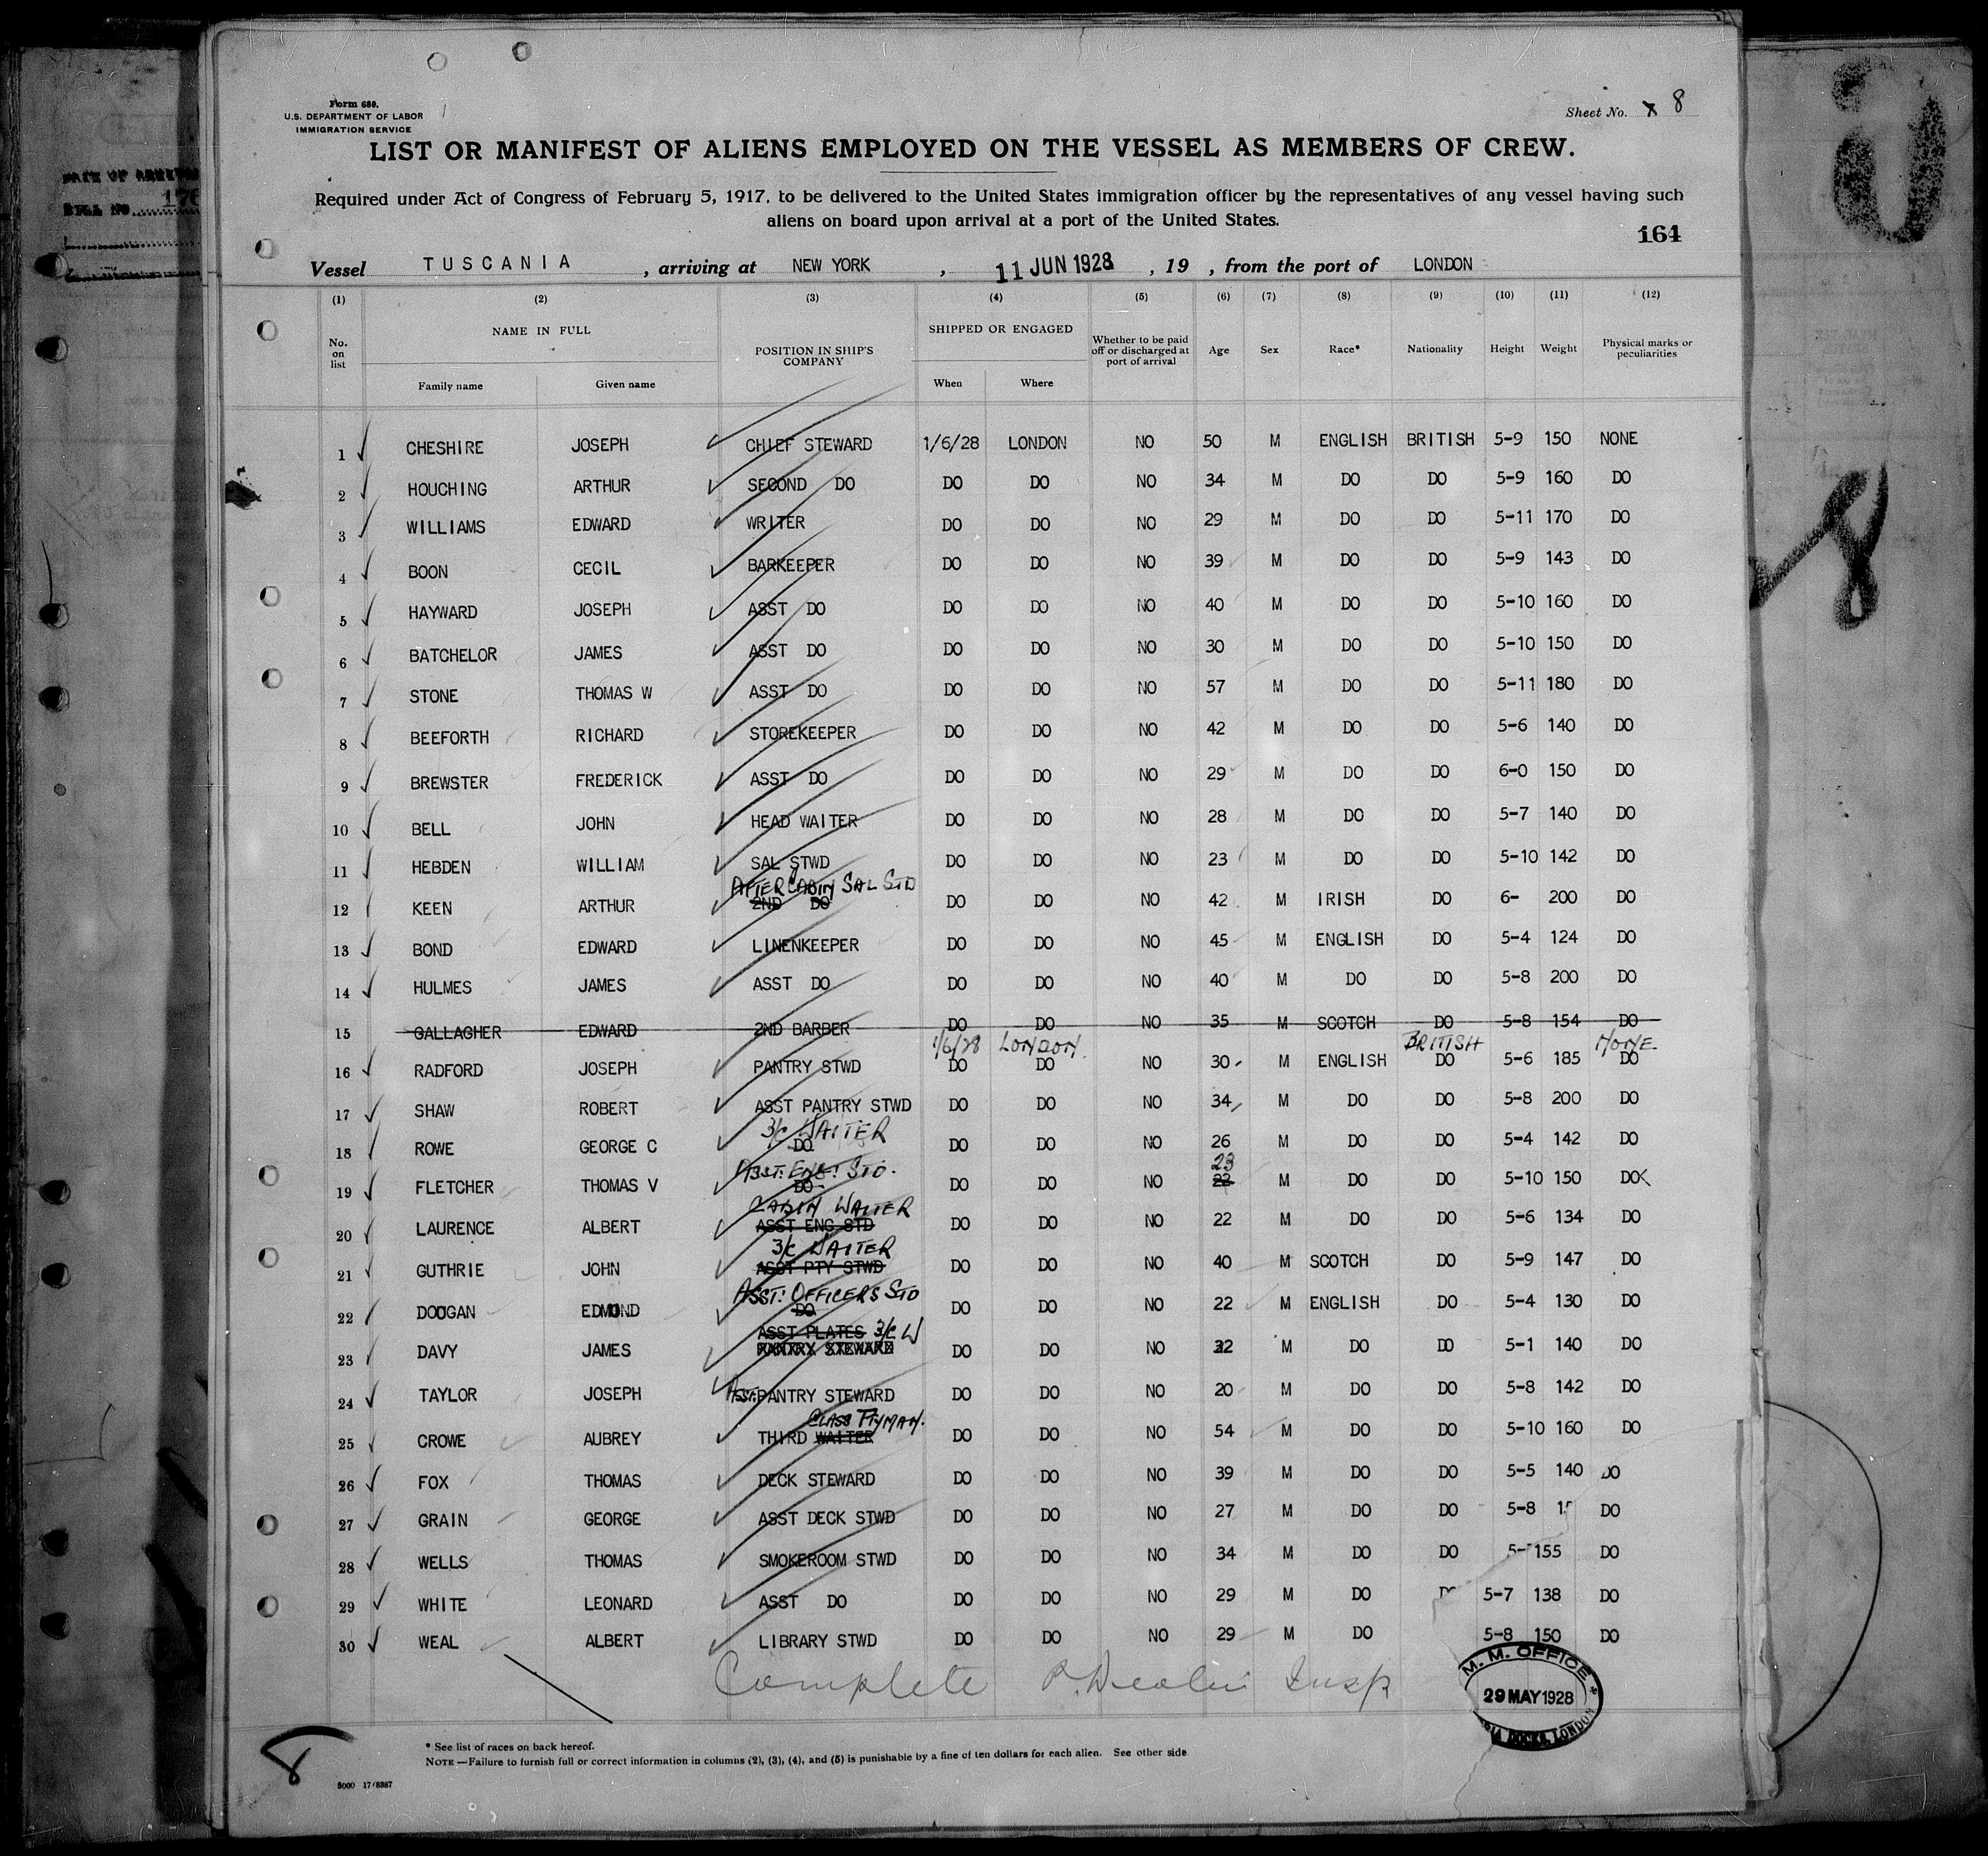 Form 689.
U.S. DEPARTMENT OF LABOR
IMMIGRATION SERVICE
Sheet No. 8
LIST OR MANIFEST OF ALIENS EMPLOYED ON THE VESSEL AS MEMBERS OF CREW.
Required under Act of Congress of February 5, 1917, to be delivered to the United States immigration officer by the representatives of any vessel having such
aliens on board upon arrival at a port of the United States.
164
Vessel TUSCANIA, arriving at NEW YORK, 11 JUN 1928, 19 , from the port of LONDON
(1) (2) (3) (4) (5) (6) (7) (8) (9) (10) (11) (12)
No. on list NAME IN FULL Family name Given name POSITION IN SHIP'S COMPANY SHIPPED OR ENGAGED When Where Whether to be paid off or discharged at port of arrival Age Sex Race* Nationality Height Weight Physical marks or peculiarities
1 CHESHIRE JOSEPH CHIEF STEWARD 1/6/28 LONDON NO 50 M ENGLISH BRITISH 5-9 150 NONE
2 HOUCHING ARTHUR SECOND DO DO DO NO 34 M DO DO 5-9 160 DO
3 WILLIAMS EDWARD WRITER DO DO NO 29 M DO DO 5-11 170 DO
4 BOON CECIL BARKEEPER DO DO NO 39 M DO DO 5-9 143 DO
5 HAYWARD JOSEPH ASST DO DO DO NO 40 M DO DO 5-10 160 DO
6 BATCHELOR JAMES ASST DO DO DO NO 30 M DO DO 5-10 150 DO
7 STONE THOMAS W ASST DO DO DO NO 57 M DO DO 5-11 180 DO
8 BEEFORTH RICHARD STOREKEEPER DO DO NO 42 M DO DO 5-6 140 DO
9 BREWSTER FREDERICK ASST DO DO DO NO 29 M DO DO 6-0 150 DO
10 BELL JOHN HEAD WAITER DO DO NO 28 M DO DO 5-7 140 DO
11 HEBDEN WILLIAM SAL STWD DO DO NO 23 M DO DO 5-10 142 DO
AFTER CABIN SAL STD
12 KEEN ARTHUR 2ND DO DO DO NO 42 M IRISH DO 6- 200 DO
13 BOND EDWARD LINENKEEPER DO DO NO 45 M ENGLISH DO 5-4 124 DO
14 HULMES JAMES ASST DO DO DO NO 40 M DO DO 5-8 200 DO
15 GALLAGHER EDWARD 2ND BARBER DO DO NO 35 M SCOTCH DO 5-8 154 DO
1/6/28 LONDON BRITISH NONE
16 RADFORD JOSEPH PANTRY STWD DO DO NO 30 M ENGLISH DO 5-6 185 DO
17 SHAW ROBERT ASST PANTRY STWD DO DO NO 34 M DO DO 5-8 200 DO
3/C WAITER
18 ROWE GEORGE C DO DO DO NO 26 M DO DO 5-4 142 DO
ASST. ENG. STD. 23
19 FLETCHER THOMAS V DO DO DO NO 22 M DO DO 5-10 150 DO
CABIN WAITER
20 LAURENCE ALBERT ASST ENG STD DO DO NO 22 M DO DO 5-6 134 DO
3/C WAITER
21 GUTHRIE JOHN ASST PTY STWD DO DO NO 40 M SCOTCH DO 5-9 147 DO
ASST. OFFICERS STD
22 DOUGAN EDMUND DO DO DO NO 22 M ENGLISH DO 5-4 130 DO
ASST PLATES 3/C W
23 DAVY JAMES PANTRY STEWARD DO DO NO 22 M DO DO 5-1 140 DO
24 TAYLOR JOSEPH ASST. PANTRY STEWARD DO DO NO 20 M DO DO 5-8 142 DO
CLASS
25 CROWE AUBREY THIRD WAITER DO DO NO 54 M DO DO 5-10 160 DO
26 FOX THOMAS DECK STEWARD DO DO NO 39 M DO DO 5-5 140 DO
27 GRAIN GEORGE ASST DECK STWD DO DO NO 27 M DO DO 5-8 DO
28 WELLS THOMAS SMOKEROOM STWD DO DO NO 34 M DO DO 155 DO
29 WHITE LEONARD ASST DO DO DO NO 29 M DO 5-7 138 DO
30 WEAL ALBERT LIBRARY STWD DO DO NO 29 M DO 5-8 150 DO
Complete Insp
M. M. OFFICE
29 MAY 1928
DOCKS, LONDON
* See list of races on back hereof.
NOTE—Failure to furnish full or correct information in columns (2), (3), (4), and (5) is punishable by a fine of ten dollars for each alien. See other side
8